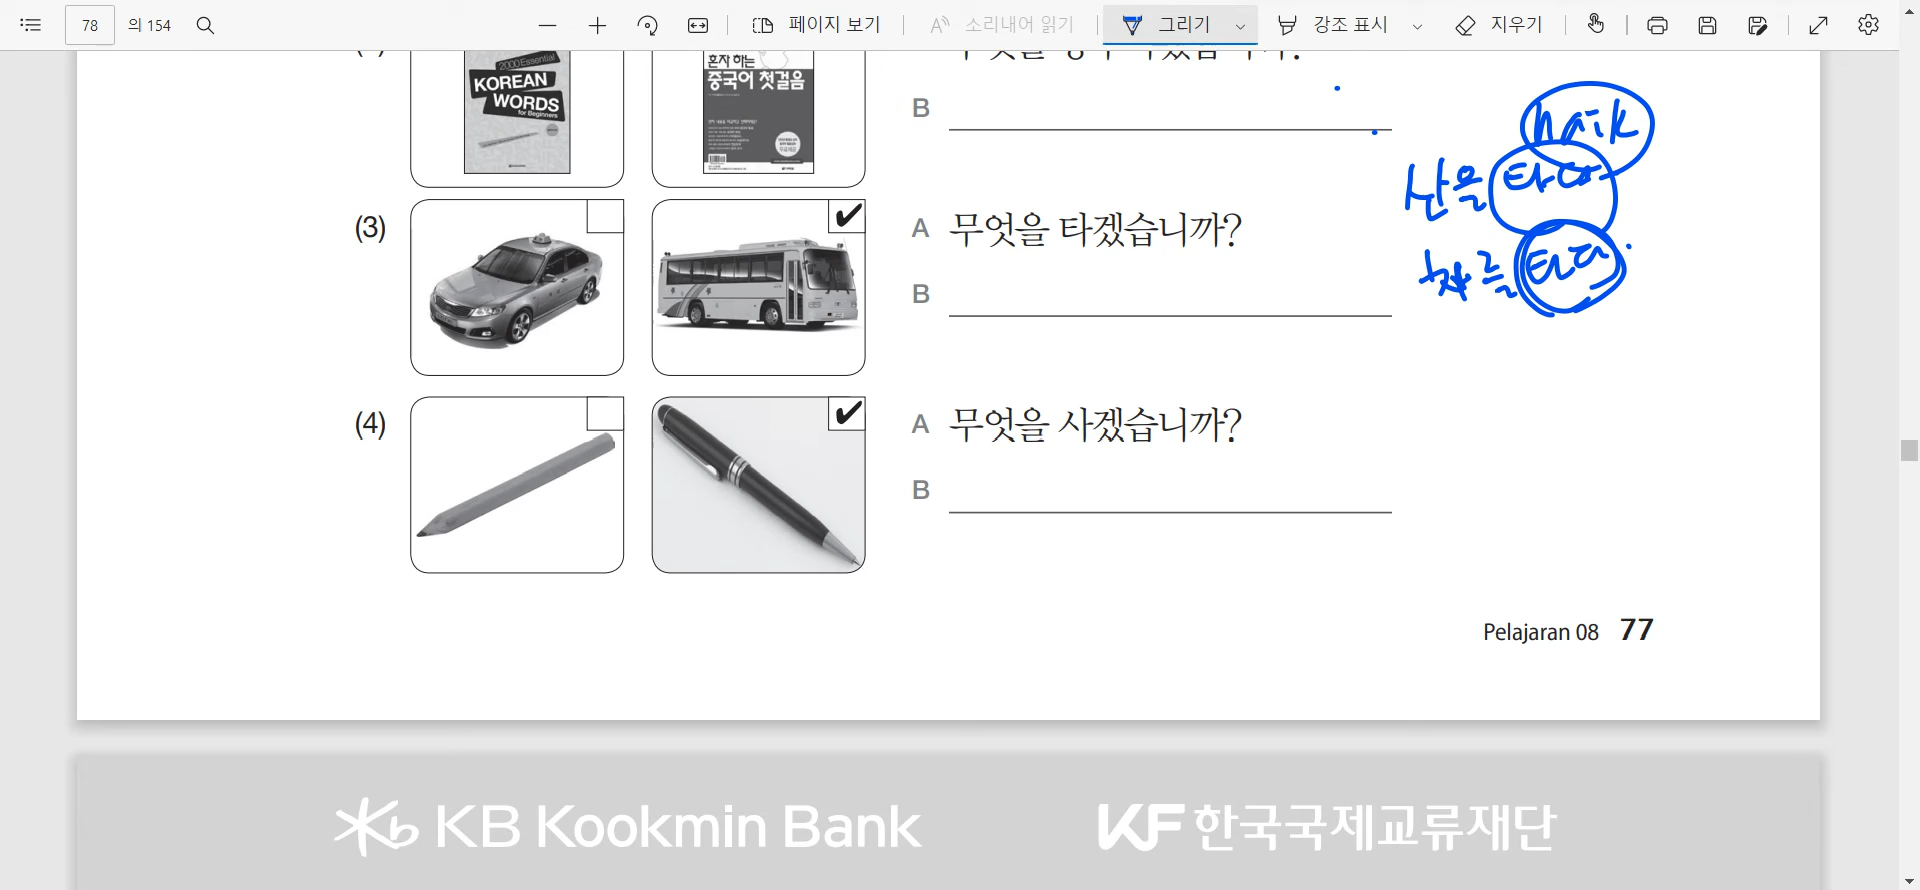 78 의 154 페이지 보기 소리내어 읽기 그리기 강조 표시 지우기
2000 Essential
KOREAN
WORDS
for Beginners
혼자 하는
중국어 첫걸음
B
naik
산을 타다
차를 타다
(3)
A 무엇을 타겠습니까?
B
(4)
A 무엇을 사겠습니까?
B
Pelajaran 08 77
KB Kookmin Bank
KF 한국국제교류재단